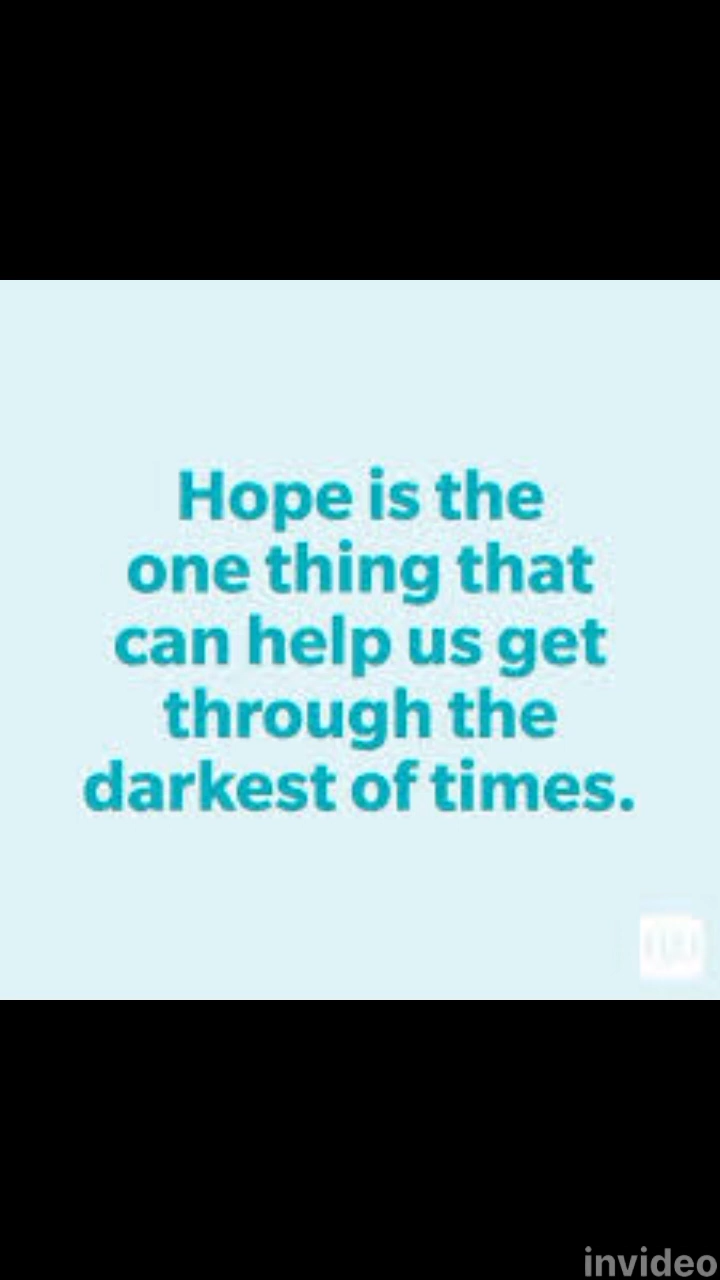 Hope is the
one thing that
can help us get
through the
darkest of times.
invideo